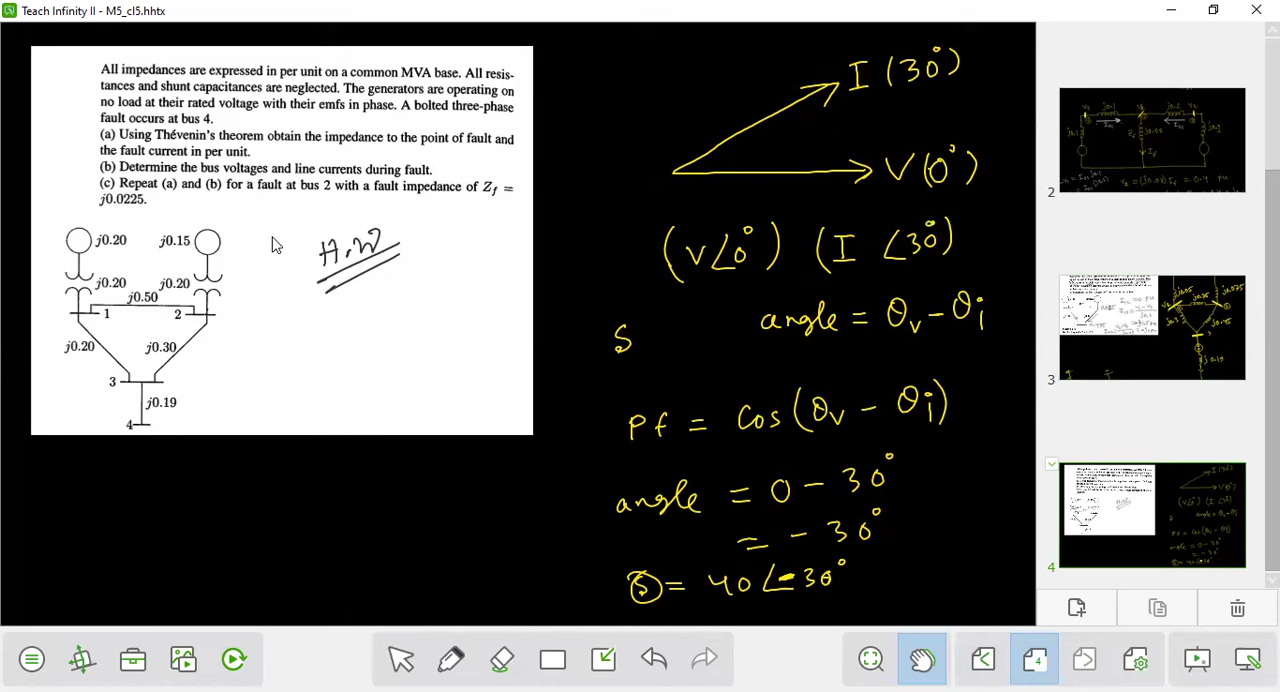 Teach Infinity II - M5_cl5.hhtx
All impedances are expressed in per unit on a common MVA base. All resis-
tances and shunt capacitances are neglected. The generators are operating on
no load at their rated voltage with their emfs in phase. A bolted three-phase
fault occurs at bus 4.
(a) Using Thévenin's theorem obtain the impedance to the point of fault and
the fault current in per unit.
(b) Determine the bus voltages and line currents during fault.
(c) Repeat (a) and (b) for a fault at bus 2 with a fault impedance of Zf =
j0.0225.
j0.20 j0.15
H.W
j0.20 j0.20
j0.50
1 2
j0.20 j0.30
3
j0.19
4
I (30°)
V (0°)
(V∠0°) (I ∠30°)
angle = θv - θi
S
Pf = Cos(θv - θi)
angle = 0 - 30°
= - 30°
S = 40∠-30°
2
3
4
4